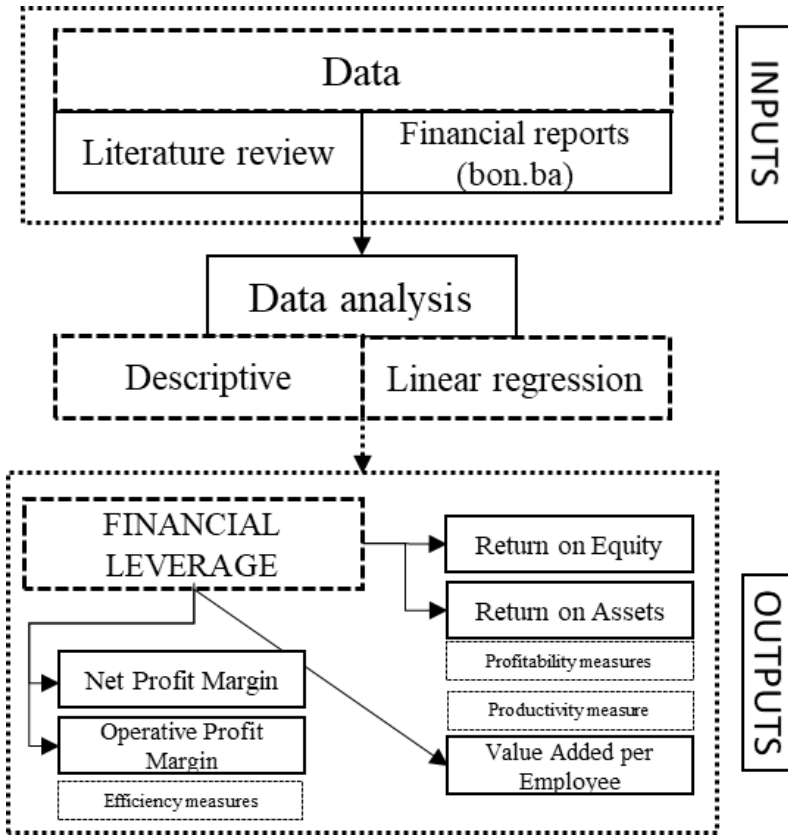 Data
Literature review
Financial reports
(bon.ba)
INPUTS
Data analysis
Descriptive
Linear regression
FINANCIAL
LEVERAGE
Return on Equity
Return on Assets
Profitability measures
Net Profit Margin
Productivity measure
Operative Profit
Margin
Value Added per
Employee
Efficiency measures
OUTPUTS